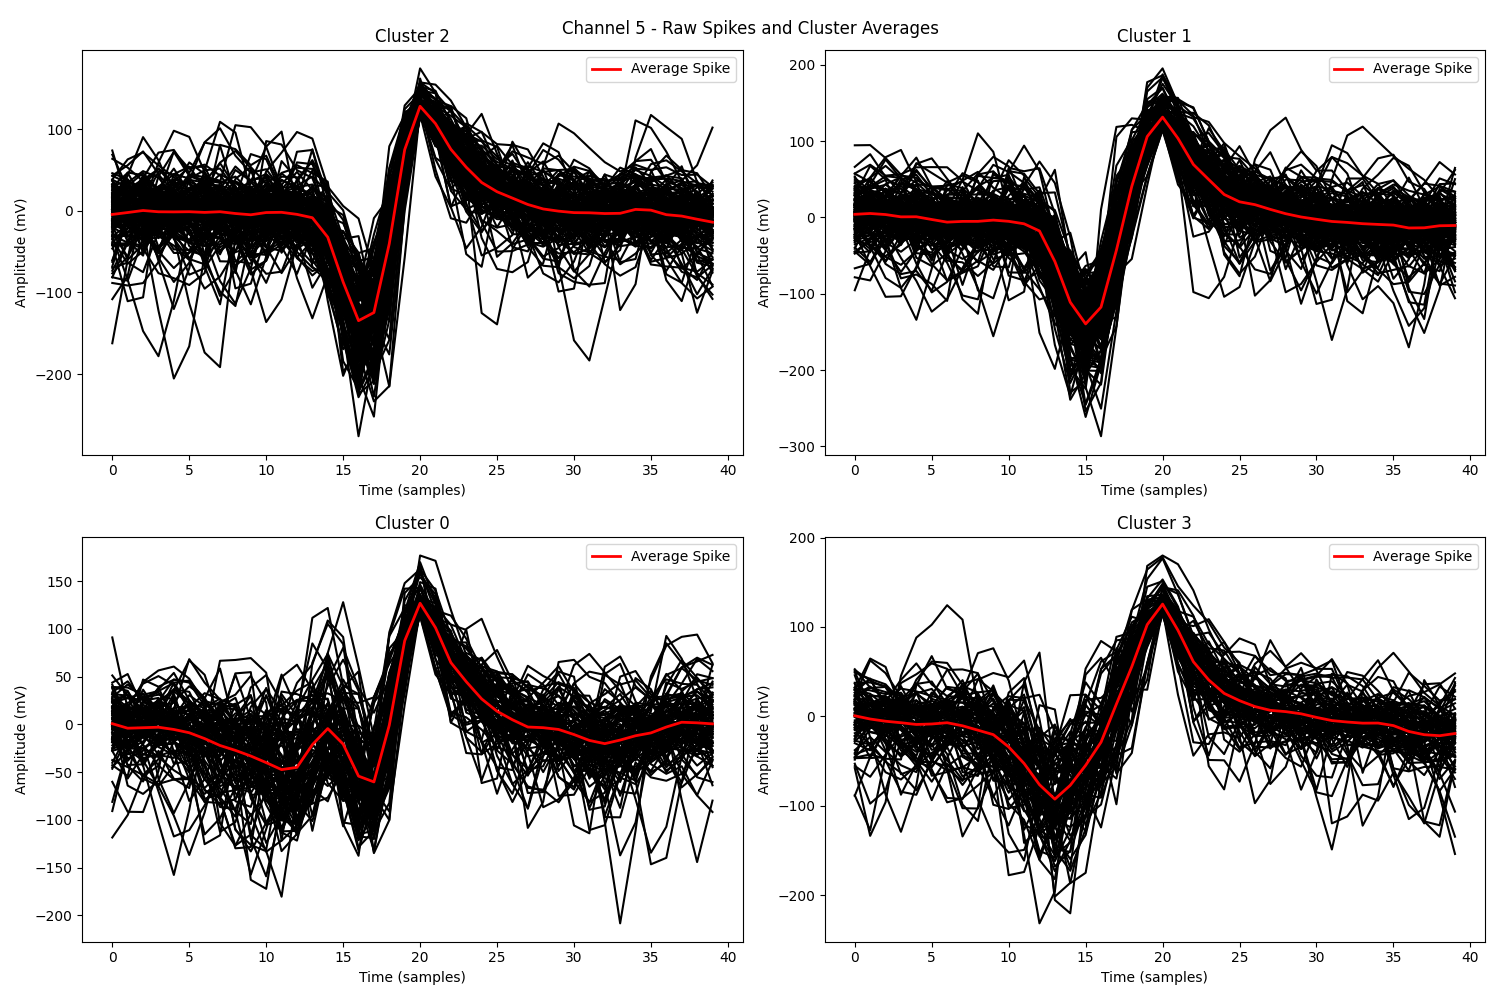 Channel 5 - Raw Spikes and Cluster Averages
Cluster 2
Average Spike
100
0
−100
−200
Amplitude (mV)
0 5 10 15 20 25 30 35 40
Time (samples)
Cluster 1
Average Spike
200
100
0
−100
−200
−300
Amplitude (mV)
0 5 10 15 20 25 30 35 40
Time (samples)
Cluster 0
Average Spike
150
100
50
0
−50
−100
−150
−200
Amplitude (mV)
0 5 10 15 20 25 30 35 40
Time (samples)
Cluster 3
Average Spike
200
100
0
−100
−200
Amplitude (mV)
0 5 10 15 20 25 30 35 40
Time (samples)